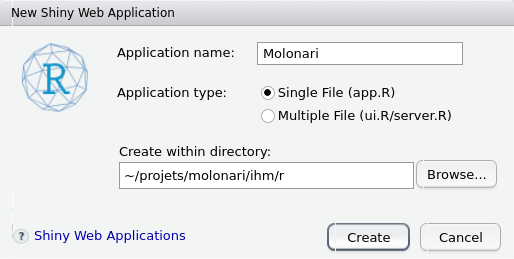 New Shiny Web Application
Application name: Molonari
R
Application type: Single File (app.R)
Multiple File (ui.R/server.R)
Create within directory:
~/projets/molonari/ihm/r Browse...
? Shiny Web Applications Create Cancel